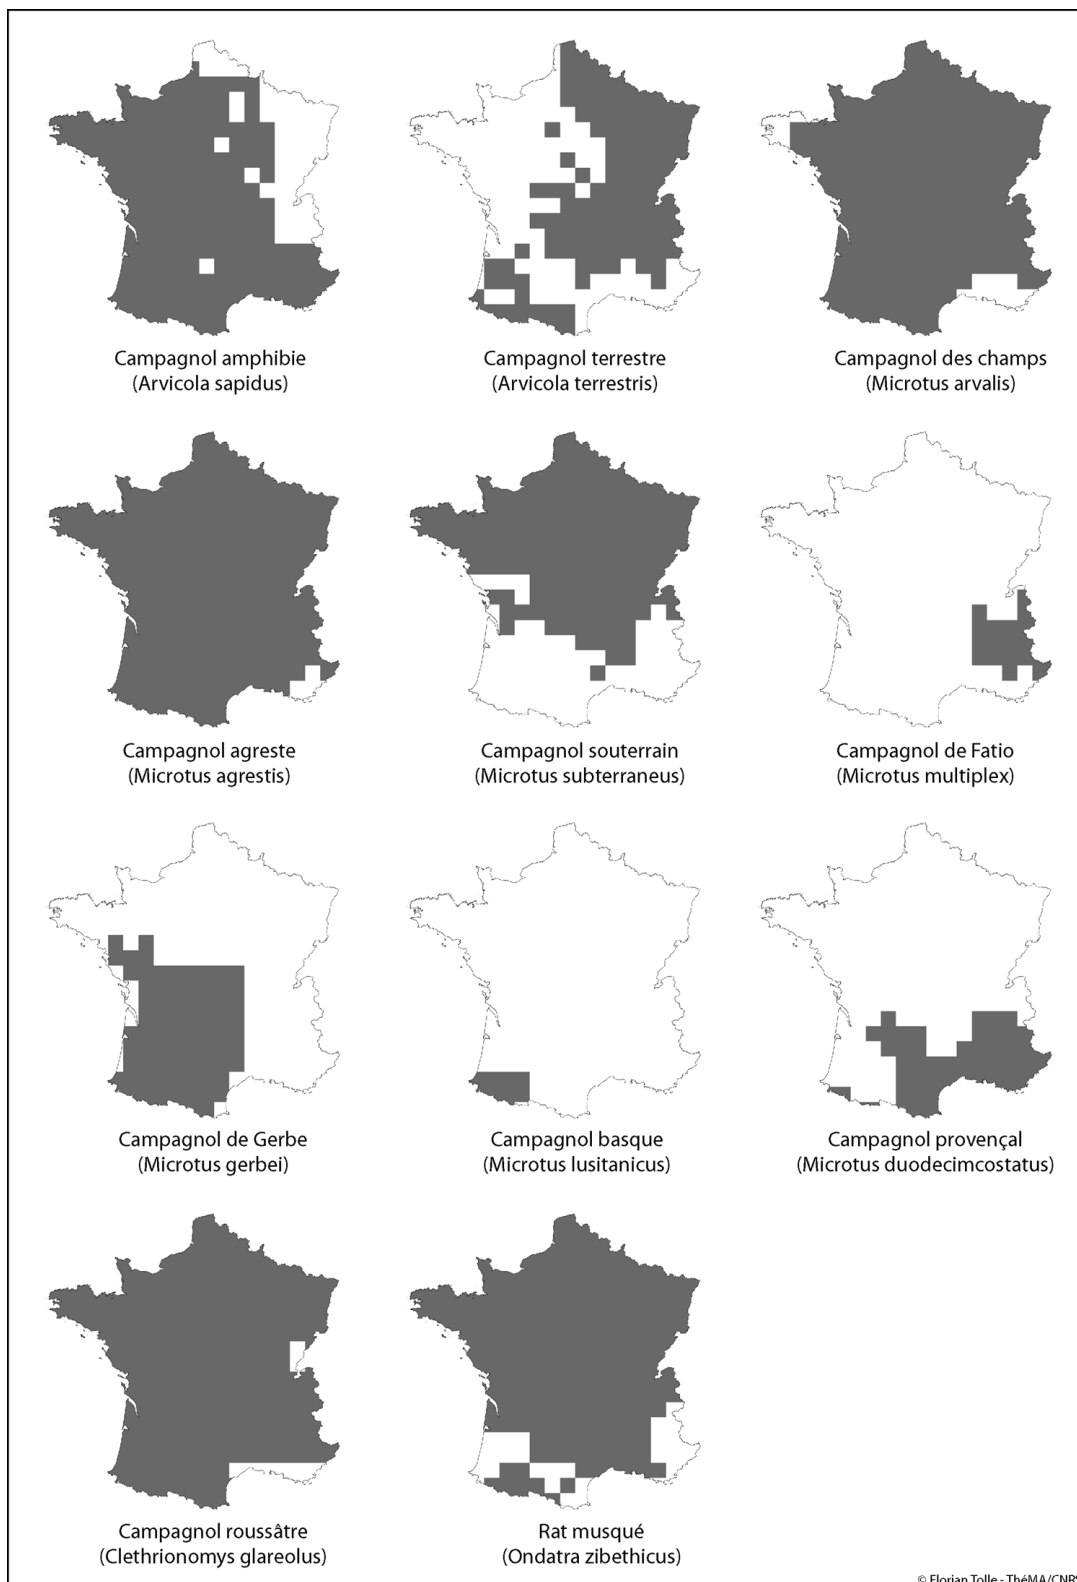 Campagnol amphibie
(Arvicola sapidus)
Campagnol terrestre
(Arvicola terrestris)
Campagnol des champs
(Microtus arvalis)
Campagnol agreste
(Microtus agrestis)
Campagnol souterrain
(Microtus subterraneus)
Campagnol de Fatio
(Microtus multiplex)
Campagnol de Gerbe
(Microtus gerbei)
Campagnol basque
(Microtus lusitanicus)
Campagnol provençal
(Microtus duodecimcostatus)
Campagnol roussâtre
(Clethrionomys glareolus)
Rat musqué
(Ondatra zibethicus)
© Florian Tolle - ThéMA/CNRS